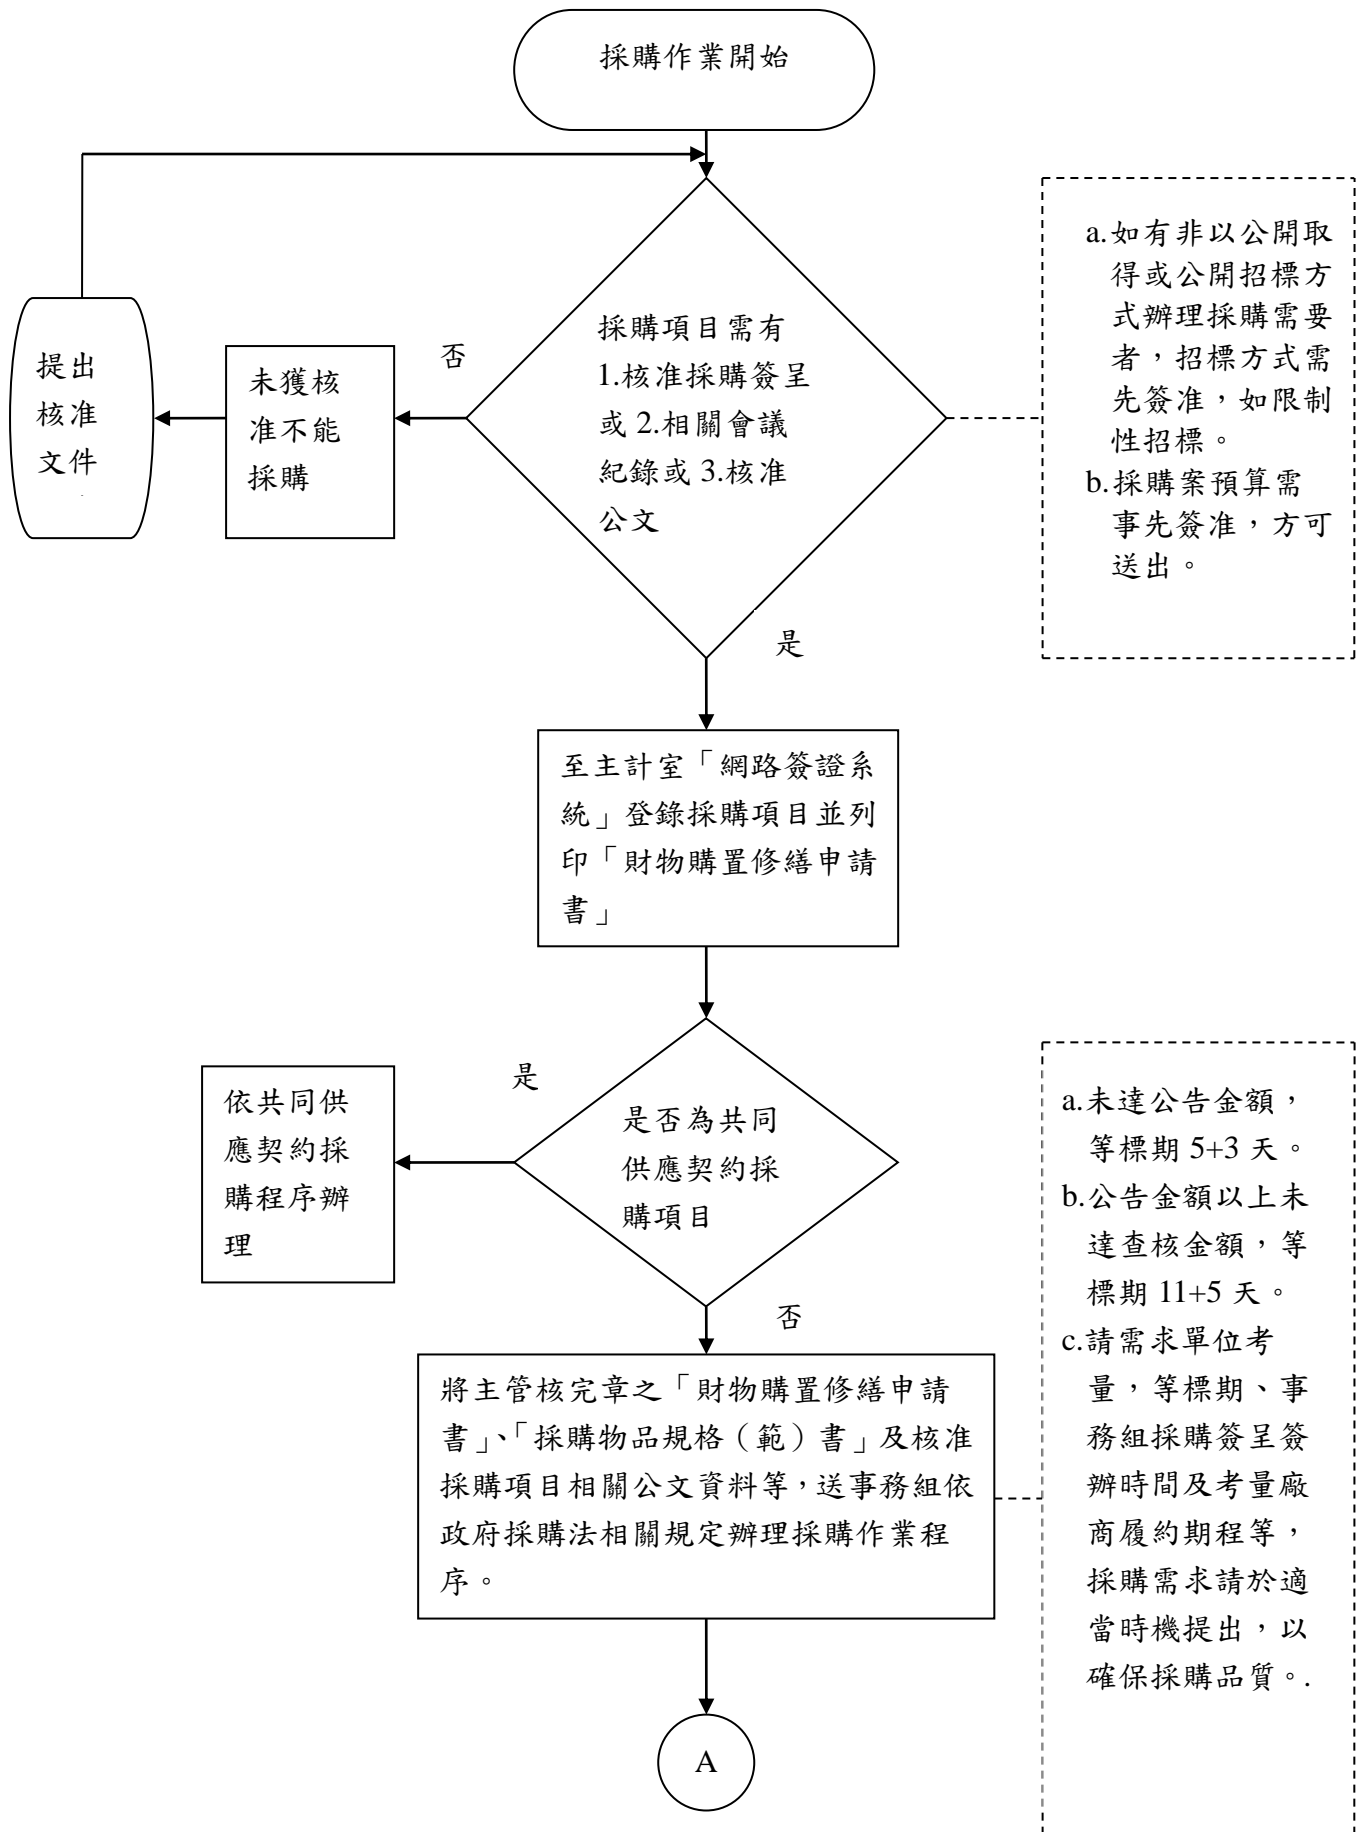 採購作業開始
採購項目需有
1.核准採購簽呈
或 2.相關會議
紀錄或 3.核准
公文
否
未獲核
准不能
採購
提出
核准
文件
a.如有非以公開取
得或公開招標方
式辦理採購需要
者，招標方式需
先簽准，如限制
性招標。
b.採購案預算需
事先簽准，方可
送出。
是
至主計室「網路簽證系
統」登錄採購項目並列
印「財物購置修繕申請
書」
是否為共同
供應契約採
購項目
是
依共同供
應契約採
購程序辦
理
否
將主管核完章之「財物購置修繕申請
書」、「採購物品規格（範）書」及核准
採購項目相關公文資料等，送事務組依
政府採購法相關規定辦理採購作業程
序。
a.未達公告金額，
等標期 5+3 天。
b.公告金額以上未
達查核金額，等
標期 11+5 天。
c.請需求單位考
量，等標期、事
務組採購簽呈簽
辦時間及考量廠
商履約期程等，
採購需求請於適
當時機提出，以
確保採購品質。.
A